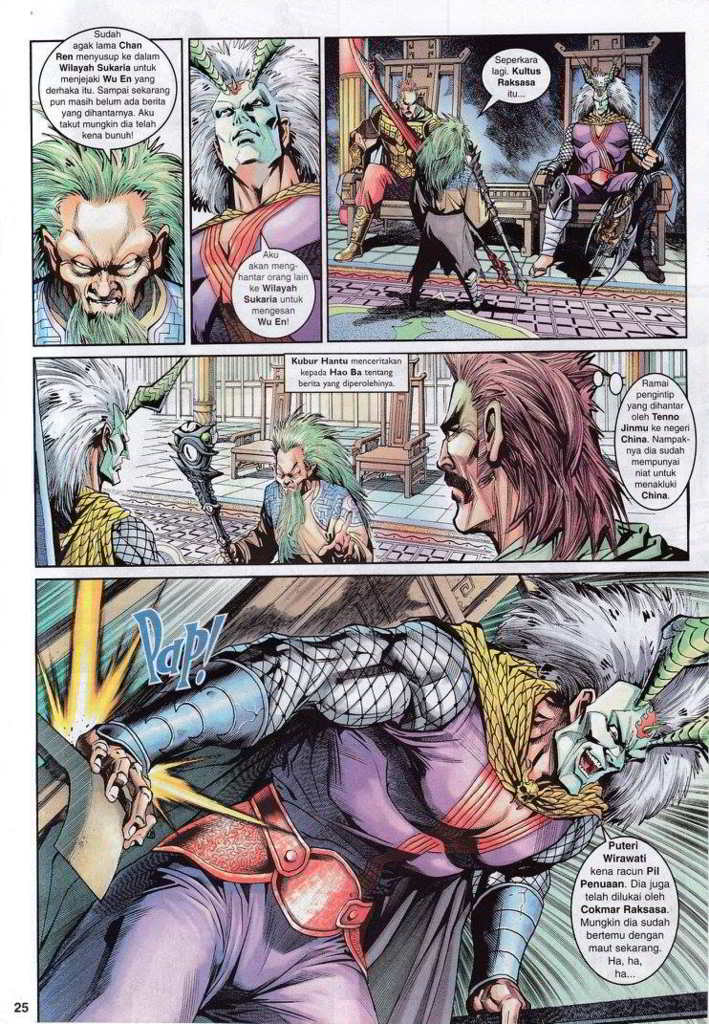 Sudah
agak lama Chan
Ren menyusup ke dalam
Wilayah Sukaria untuk
menjejaki Wu En yang
derhaka itu. Sampai sekarang
pun masih belum ada berita
yang dihantarnya. Aku
takut mungkin dia telah
kena bunuh!
Aku
akan meng-
hantar orang lain
ke Wilayah
Sukaria untuk
mengesan
Wu En!
Seperkara
lagi. Kultus
Raksasa
itu...
Kubur Hantu menceritakan
kepada Hao Ba tentang
berita yang diperolehinya.
Ramai
pengintip
yang dihantar
oleh Tenno
Jinmu ke negeri
China. Nampak-
nya dia sudah
mempunyai
niat untuk
menakluki
China.
Pap!
Puteri
Wirawati
kena racun Pil
Penuaan. Dia juga
telah dilukai oleh
Cokmar Raksasa.
Mungkin dia sudah
bertemu dengan
maut sekarang.
Ha, ha,
ha...
25